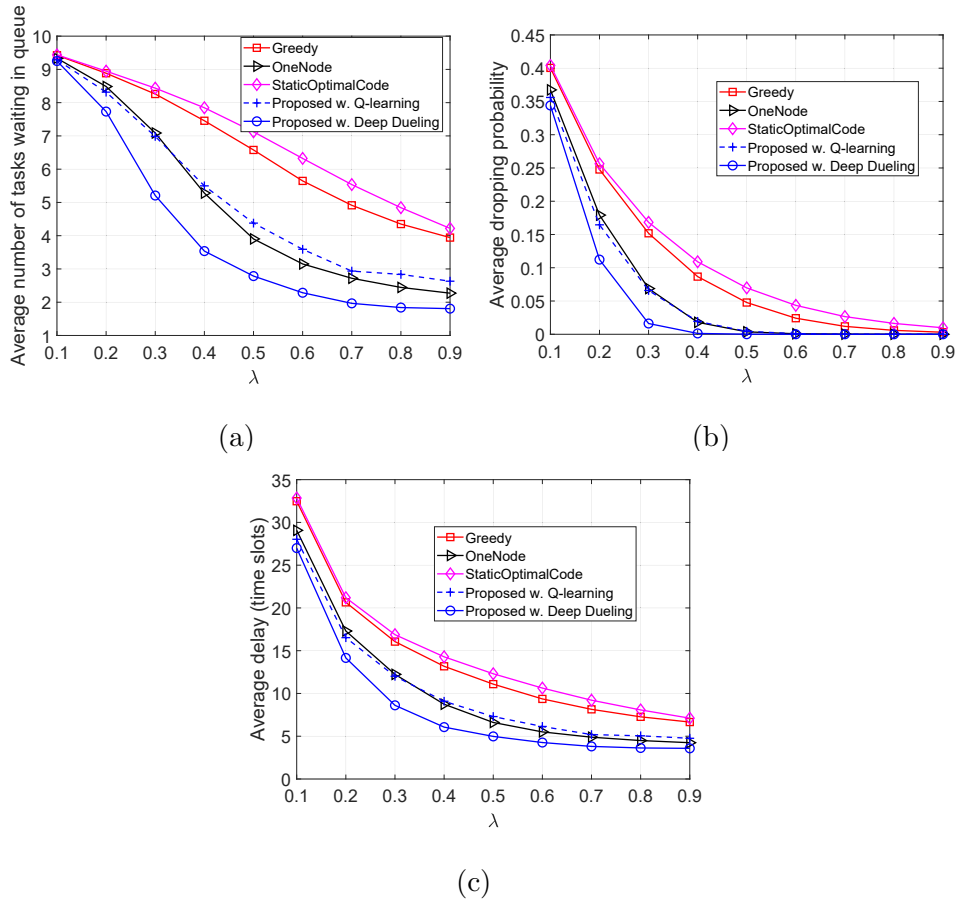 Average number of tasks waiting in queue
10
9
8
7
6
5
4
3
2
1
0.1 0.2 0.3 0.4 0.5 0.6 0.7 0.8 0.9
λ
Greedy
OneNode
StaticOptimalCode
Proposed w. Q-learning
Proposed w. Deep Dueling
(a)
Average dropping probability
0.45
0.4
0.35
0.3
0.25
0.2
0.15
0.1
0.05
0
0.1 0.2 0.3 0.4 0.5 0.6 0.7 0.8 0.9
λ
Greedy
OneNode
StaticOptimalCode
Proposed w. Q-learning
Proposed w. Deep Dueling
(b)
Average delay (time slots)
35
30
25
20
15
10
5
0
0.1 0.2 0.3 0.4 0.5 0.6 0.7 0.8 0.9
λ
Greedy
OneNode
StaticOptimalCode
Proposed w. Q-learning
Proposed w. Deep Dueling
(c)